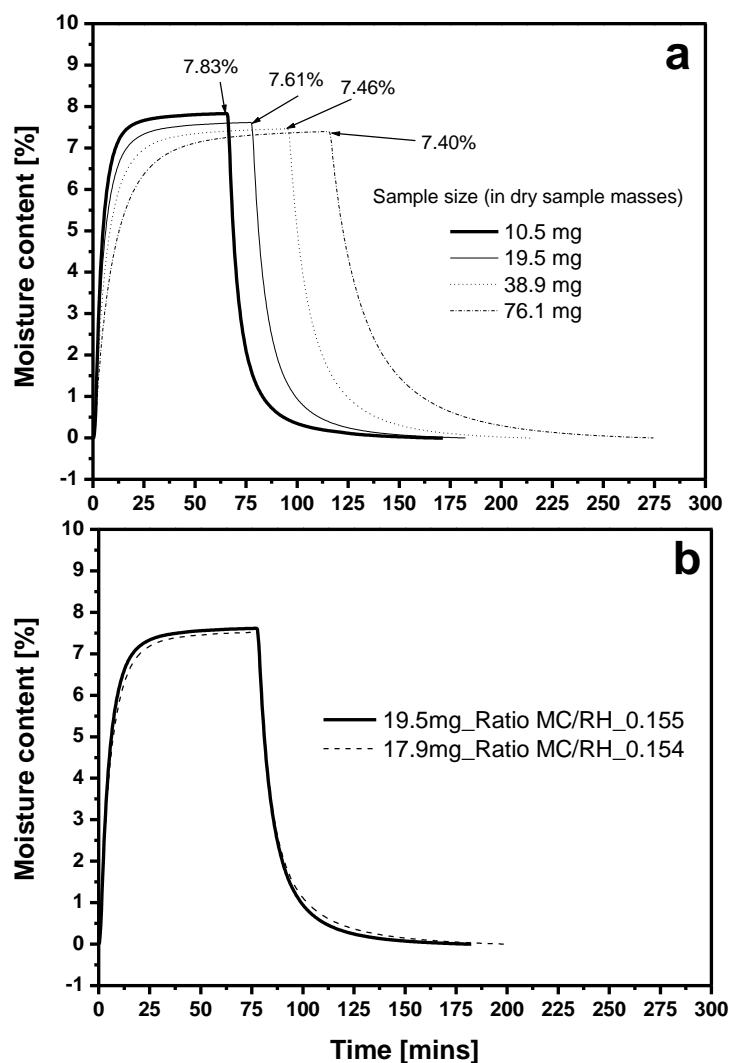 a
10
9
8
7
6
5
4
3
2
1
0
-1
Moisture content [%]
7.83%
7.61%
7.46%
7.40%
Sample size (in dry sample masses)
10.5 mg
19.5 mg
38.9 mg
76.1 mg
0 25 50 75 100 125 150 175 200 225 250 275 300
b
10
9
8
7
6
5
4
3
2
1
0
-1
Moisture content [%]
19.5mg_Ratio MC/RH_0.155
17.9mg_Ratio MC/RH_0.154
0 25 50 75 100 125 150 175 200 225 250 275 300
Time [mins]